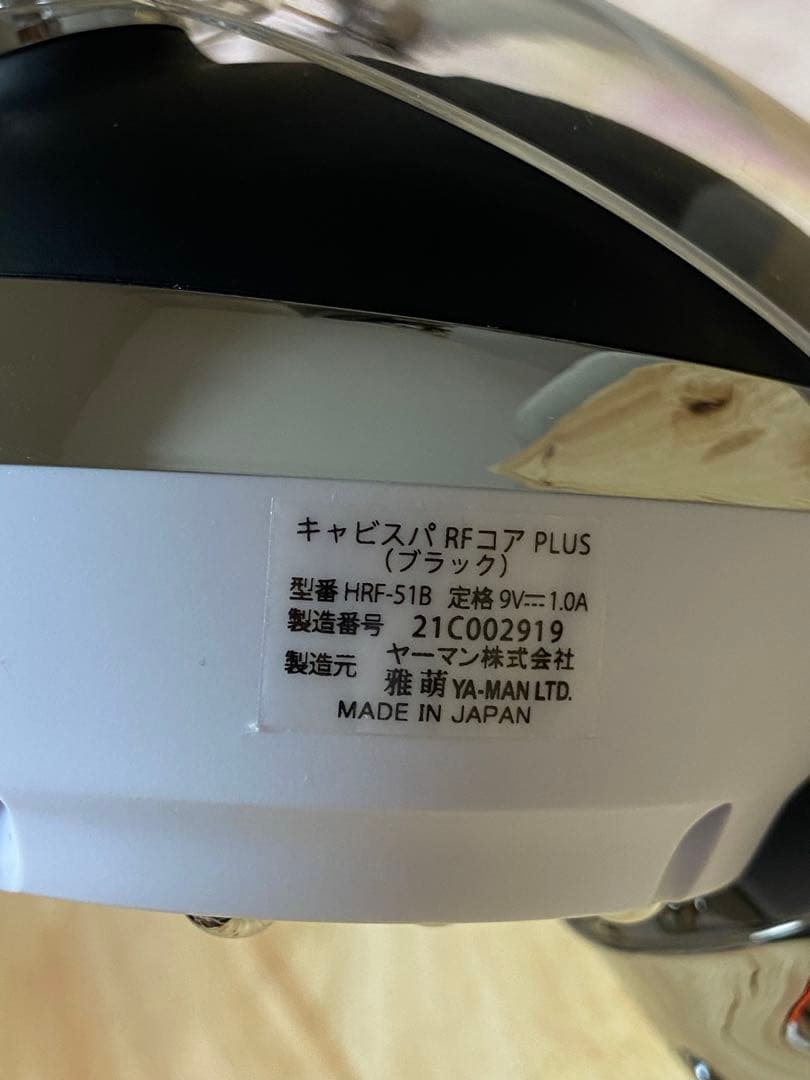 キャビスパ RFコア PLUS
(ブラック)
型番 HRF-51B 定格 9V⎓1.0A
製造番号 21C002919
製造元 ヤーマン株式会社
雅萌 YA-MAN LTD.
MADE IN JAPAN